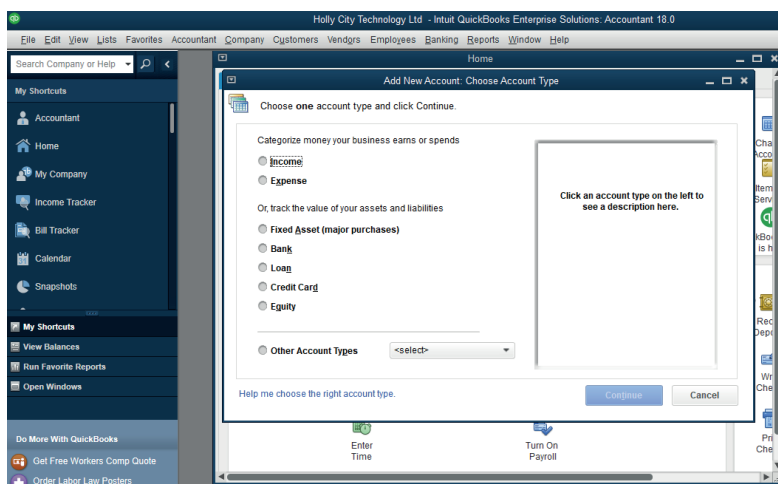 Holly City Technology Ltd - Intuit QuickBooks Enterprise Solutions: Accountant 18.0
File Edit View Lists Favorites Accountant Company Customers Vendors Employees Banking Reports Window Help
Search Company or Help
My Shortcuts
Accountant
Home
My Company
Income Tracker
Bill Tracker
Calendar
Snapshots
My Shortcuts
View Balances
Run Favorite Reports
Open Windows
Do More With QuickBooks
Get Free Workers Comp Quote
Order Labor Law Posters
Home
Add New Account: Choose Account Type
Choose one account type and click Continue.
Categorize money your business earns or spends
Income
Expense
Or, track the value of your assets and liabilities
Fixed Asset (major purchases)
Bank
Loan
Credit Card
Equity
Other Account Types
<select>
Click an account type on the left to
see a description here.
Help me choose the right account type.
Continue
Cancel
Enter
Time
Turn On
Payroll